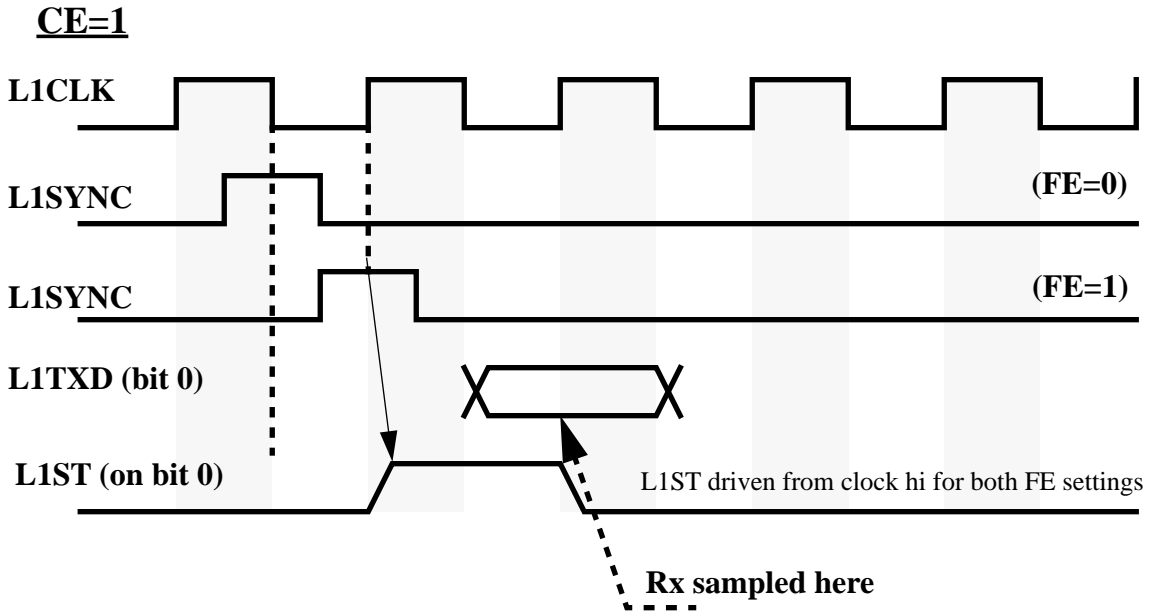 CE=1
L1CLK
L1SYNC (FE=0)
L1SYNC (FE=1)
L1TXD (bit 0)
L1ST (on bit 0) L1ST driven from clock hi for both FE settings
Rx sampled here